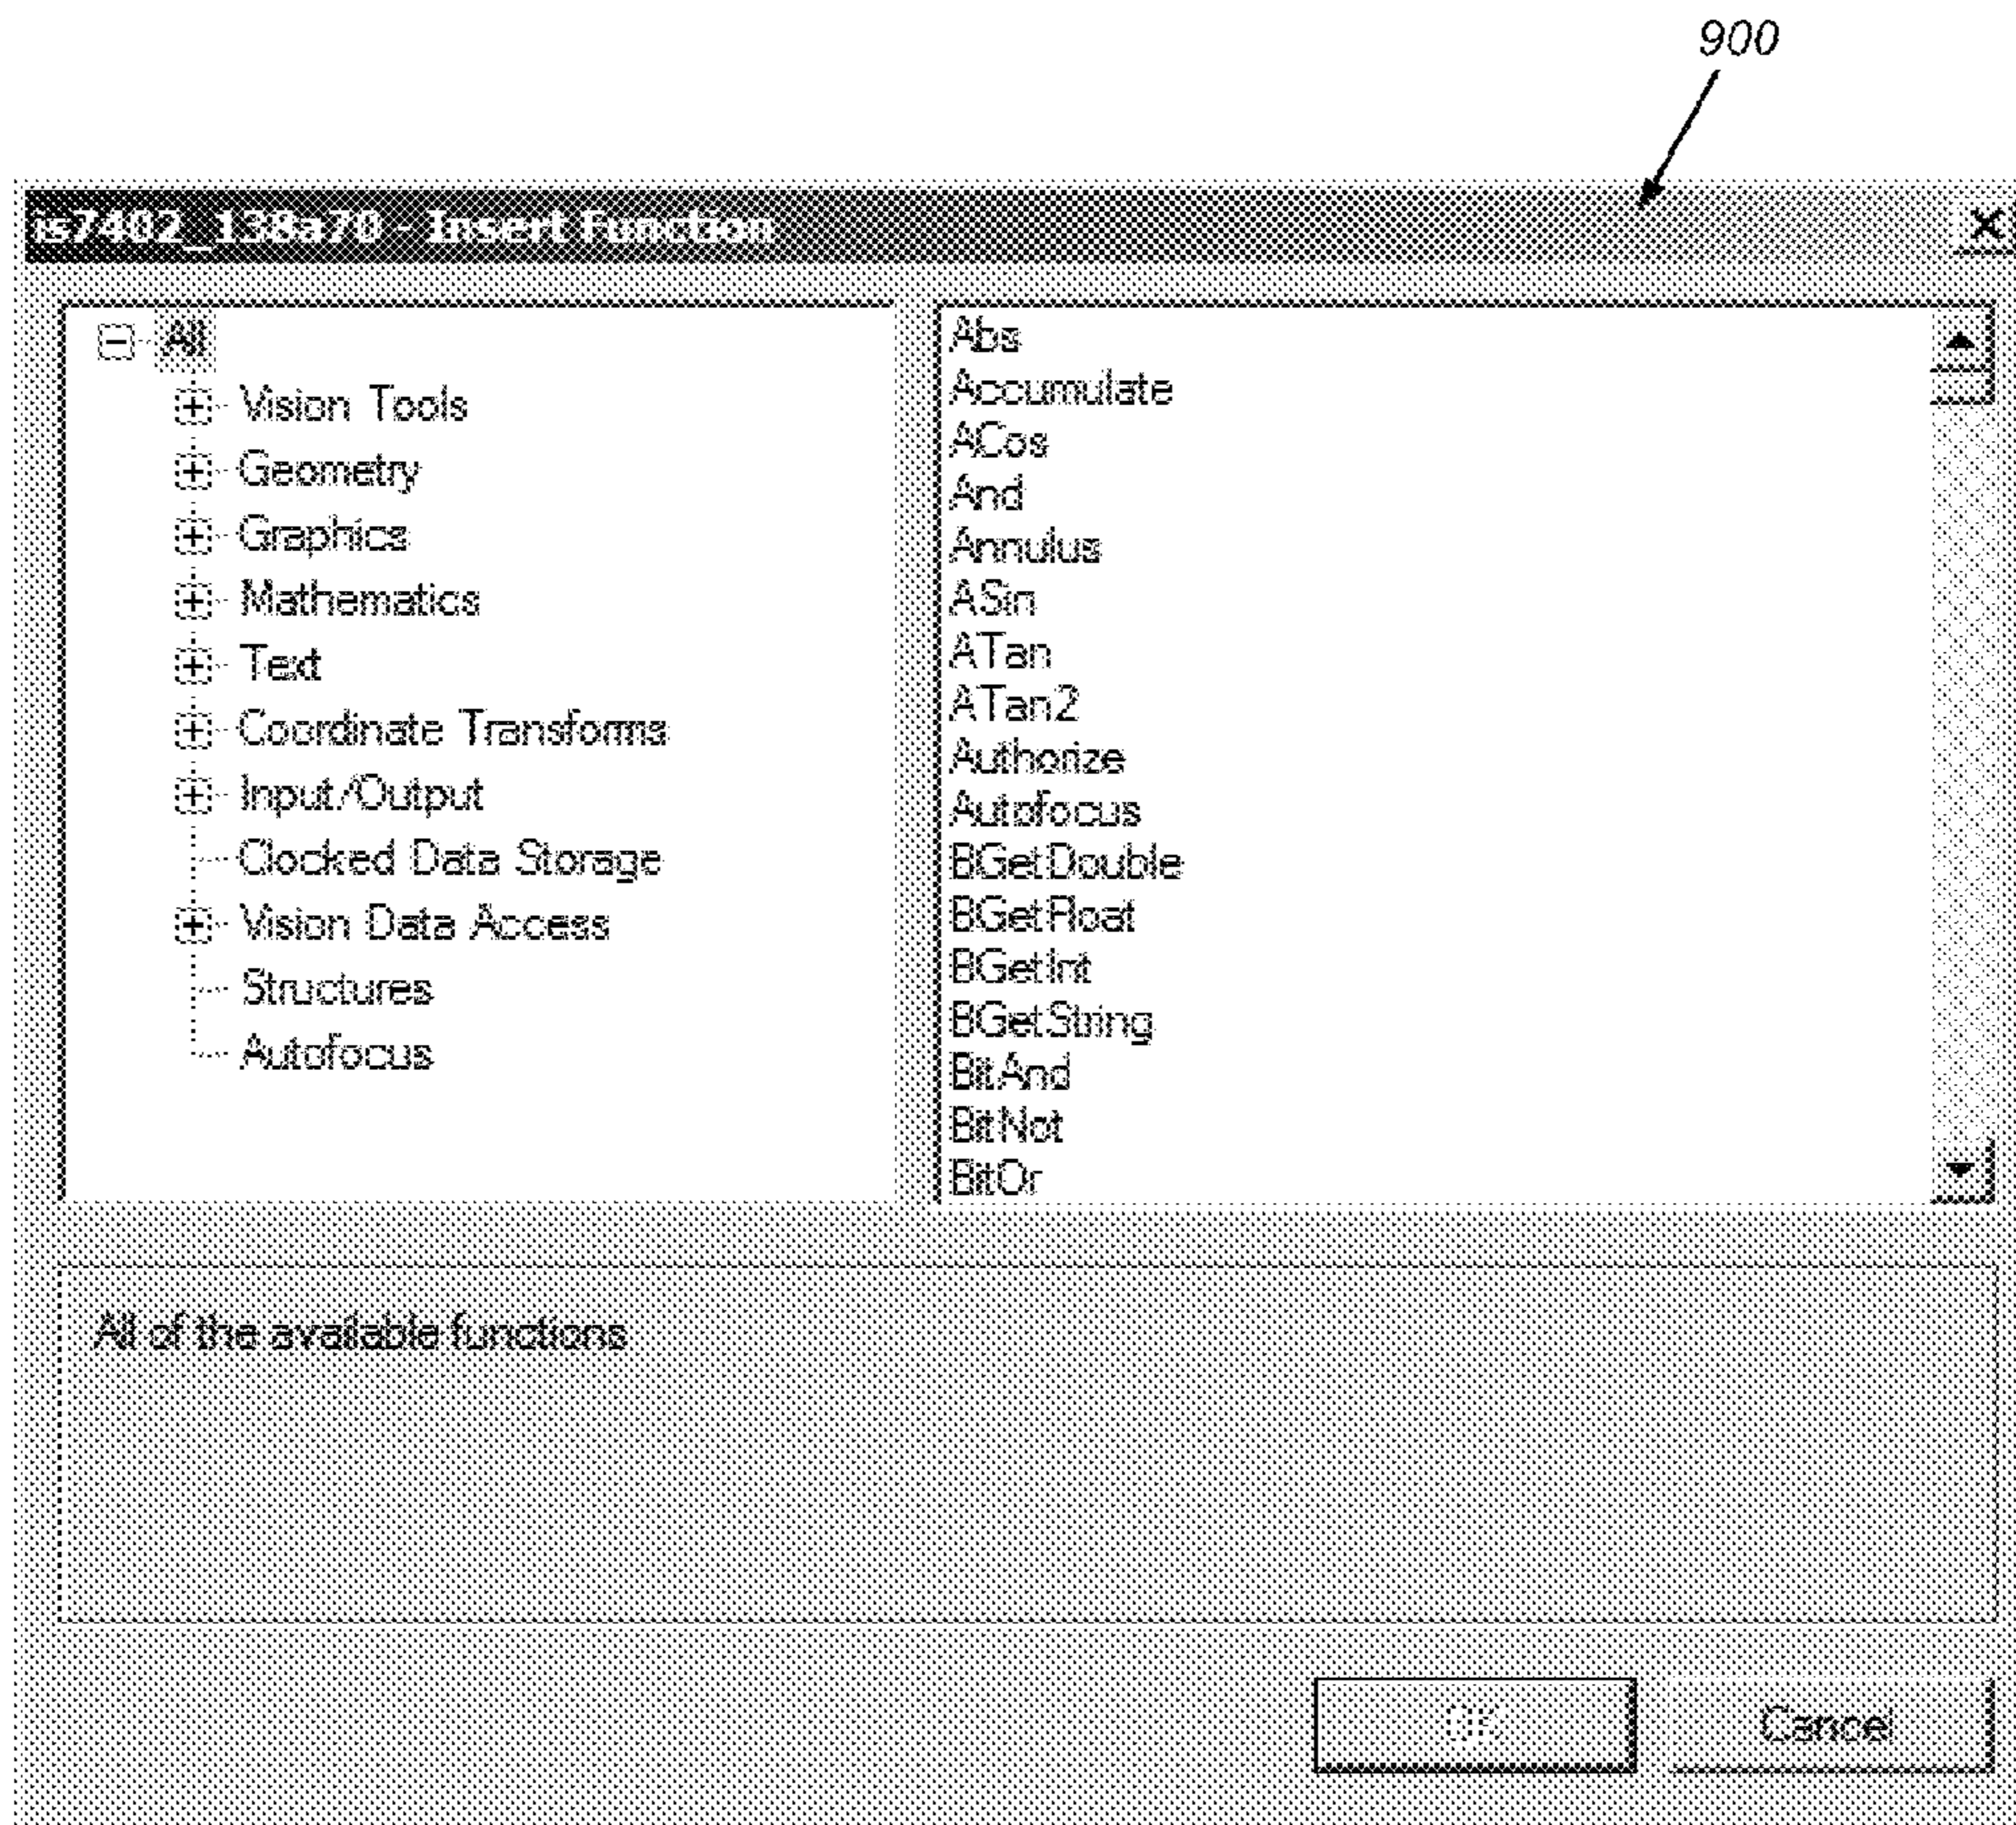 900
is7402_138a70 - Insert Function
All
Vision Tools
Geometry
Graphics
Mathematics
Text
Coordinate Transforms
Input/Output
Clocked Data Storage
Vision Data Access
Structures
Autofocus
Abs
Accumulate
ACos
And
Annulus
ASin
ATan
ATan2
Authorize
Autofocus
BGetDouble
BGetFloat
BGetInt
BGetString
BitAnd
BitNot
BitOr
All of the available functions
OK
Cancel